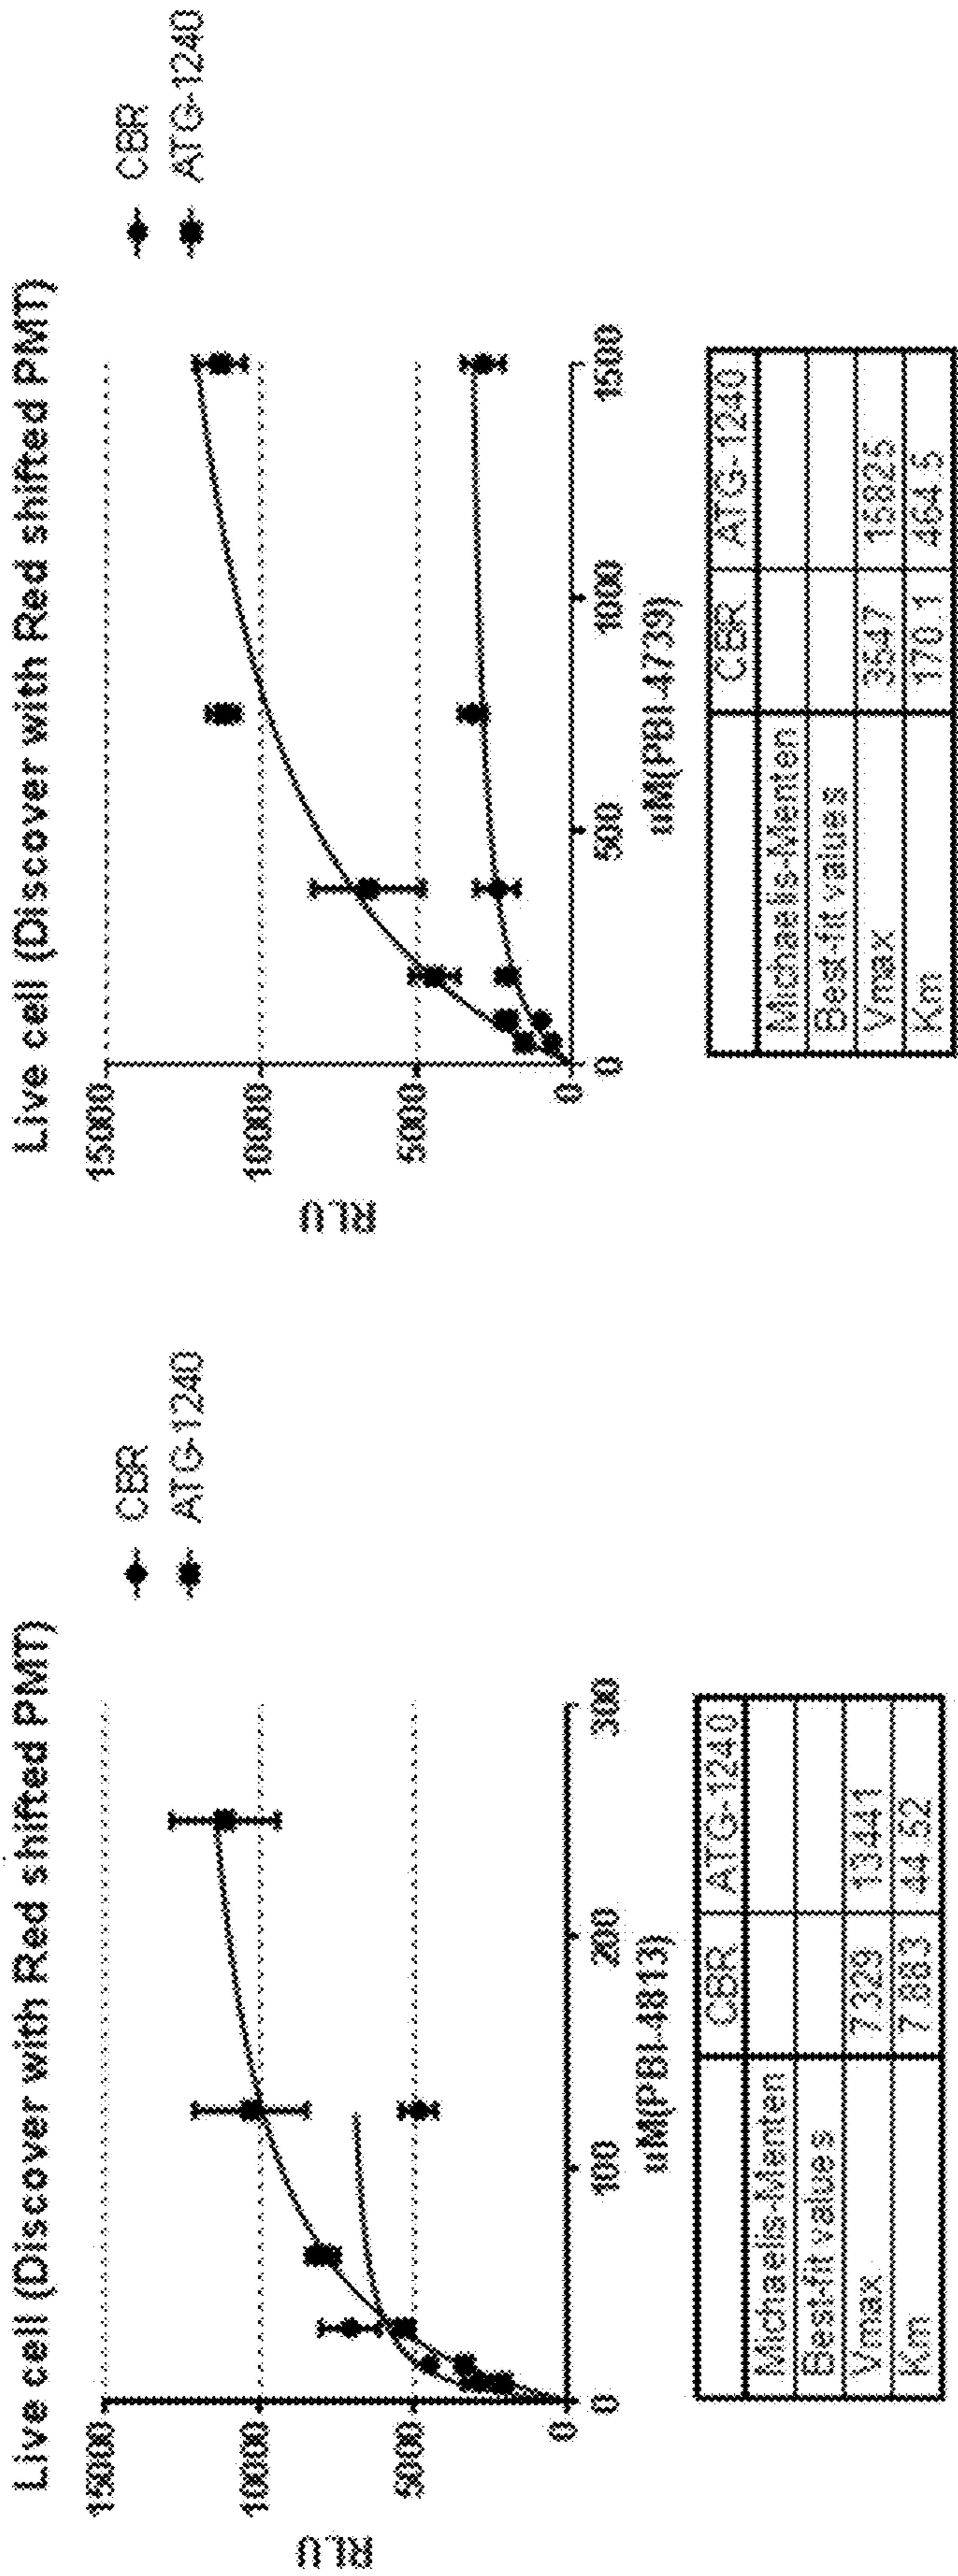 Live cell (Discover with Red shifted PMT)
CBR
ATG-1240
15000
10000
5000
0
RLU
0 100 200 300
uM(PBI-4813)
CBR ATG-1240
Michaelis-Menten
Best-fit values
Vmax 7329 13441
Km 7.883 44.52
Live cell (Discover with Red shifted PMT)
CBR
ATG-1240
15000
10000
5000
0
RLU
0 500 1000 1500
uM(PBI-4739)
CBR ATG-1240
Michaelis-Menten
Best-fit values
Vmax
Km 170.1 464.5